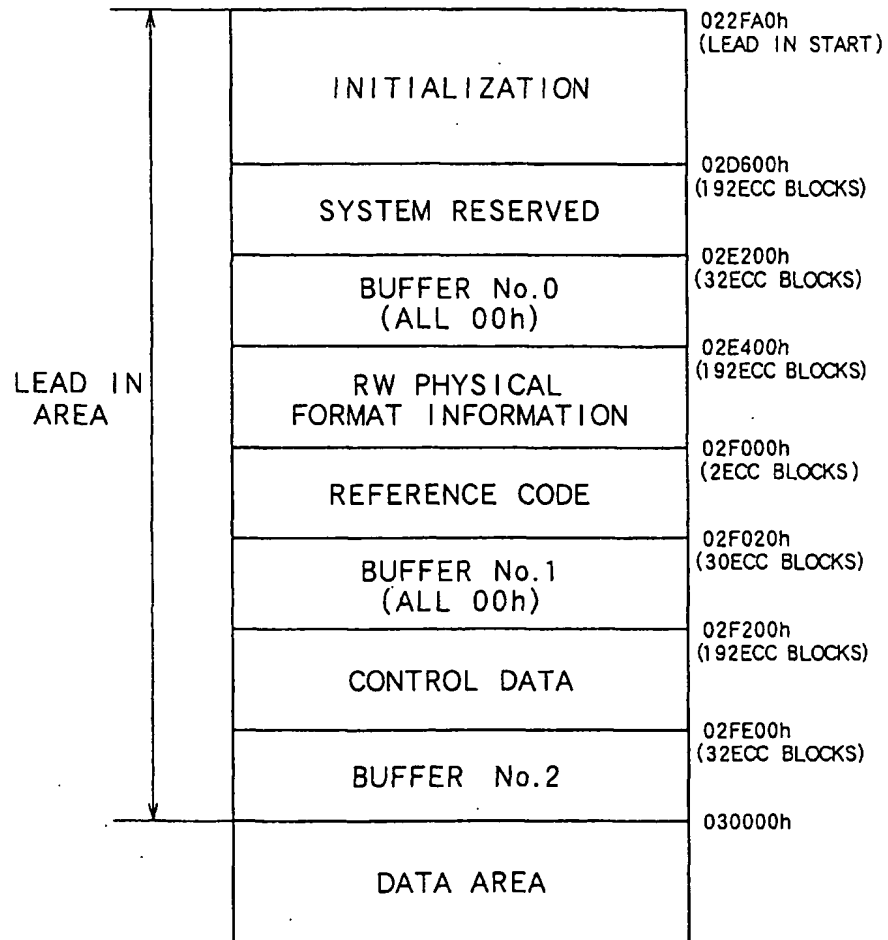 022FA0h
(LEAD IN START)
INITIALIZATION
02D600h
(192ECC BLOCKS)
SYSTEM RESERVED
02E200h
(32ECC BLOCKS)
BUFFER No.0
(ALL 00h)
02E400h
(192ECC BLOCKS)
LEAD IN
AREA
RW PHYSICAL
FORMAT INFORMATION
02F000h
(2ECC BLOCKS)
REFERENCE CODE
02F020h
(30ECC BLOCKS)
BUFFER No.1
(ALL 00h)
02F200h
(192ECC BLOCKS)
CONTROL DATA
02FE00h
(32ECC BLOCKS)
BUFFER No.2
030000h
DATA AREA